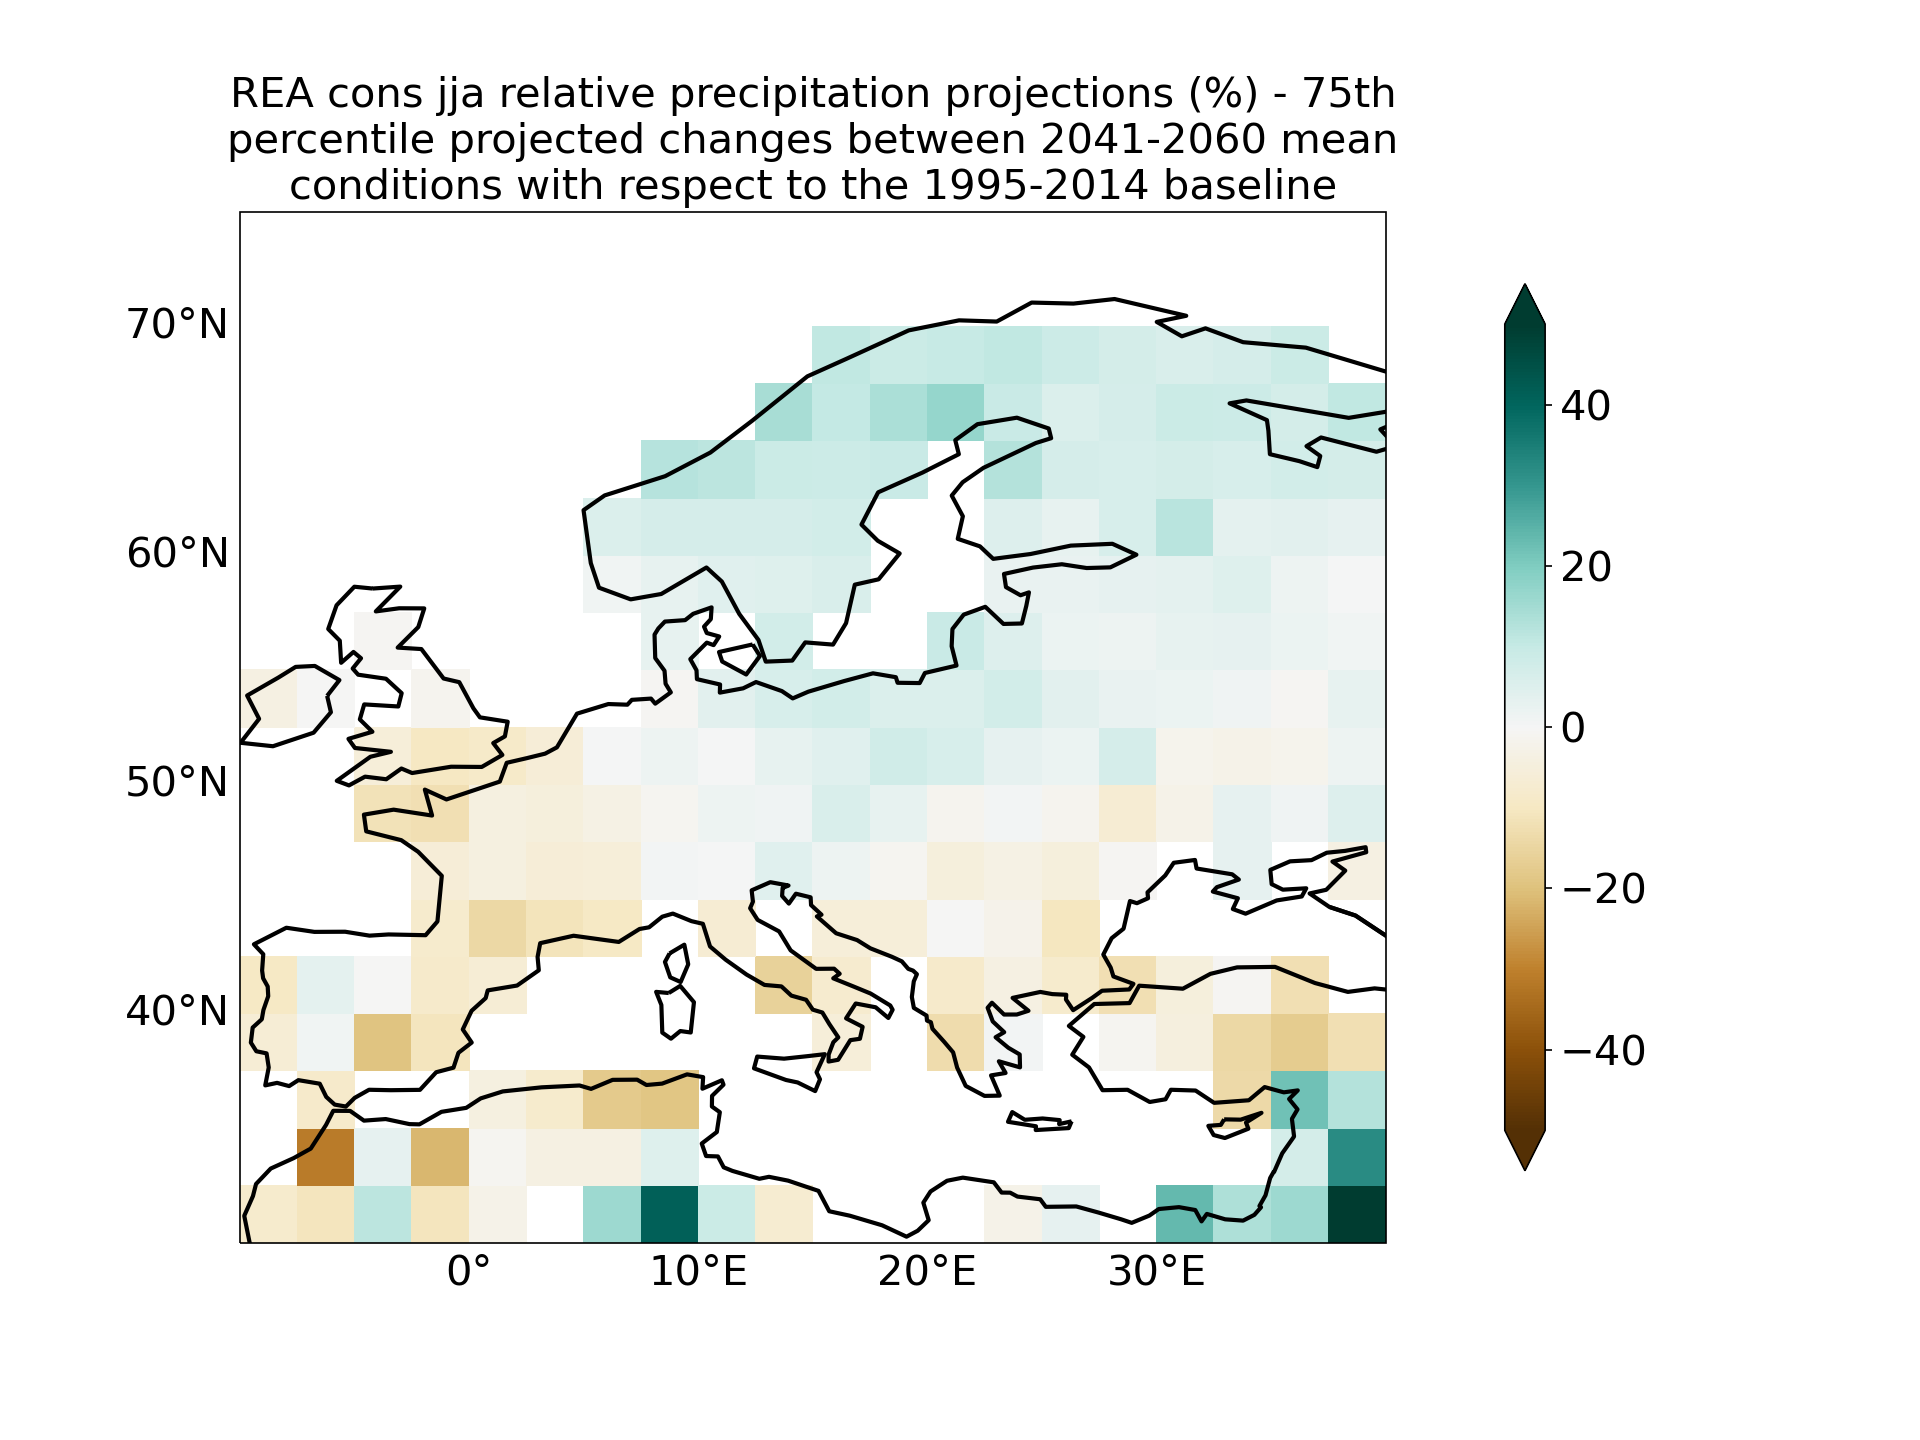 REA cons jja relative precipitation projections (%) - 75th
percentile projected changes between 2041-2060 mean
conditions with respect to the 1995-2014 baseline
70°N
60°N
50°N
40°N
0°
10°E
20°E
30°E
40
20
0
−20
−40